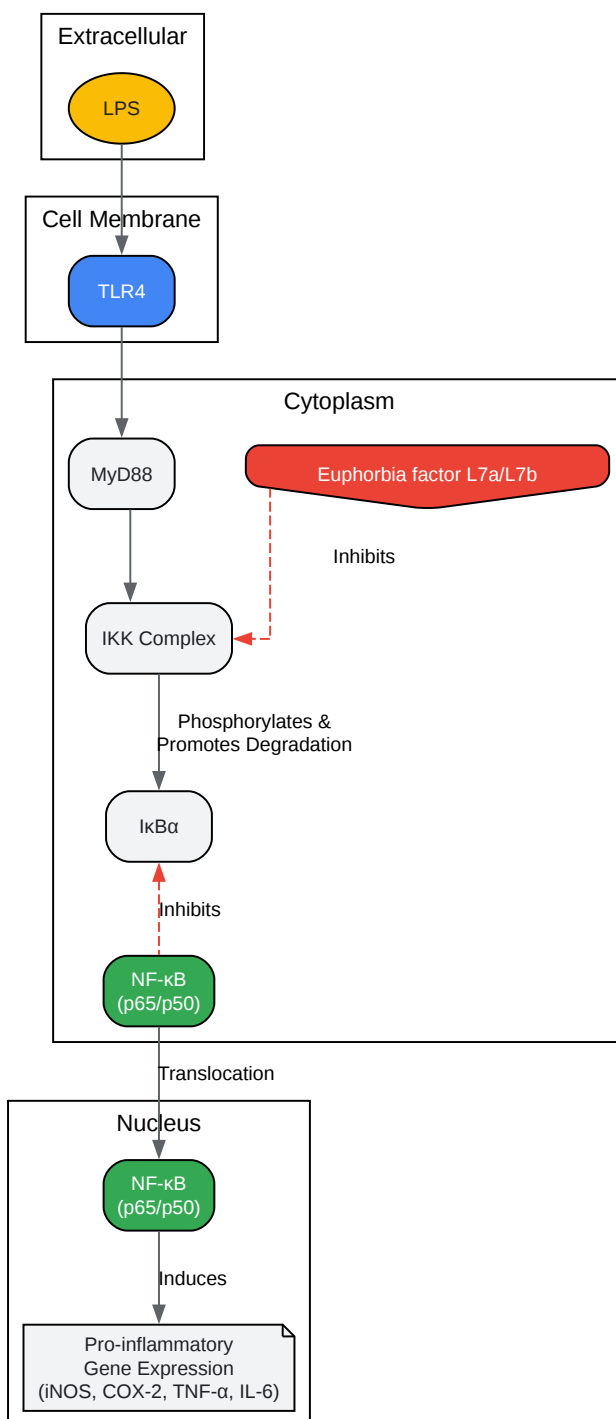 Extracellular
LPS
Cell Membrane
TLR4
Cytoplasm
MyD88
Euphorbia factor L7a/L7b
Inhibits
IKK Complex
Phosphorylates &
Promotes Degradation
IκBα
Inhibits
NF-κB
(p65/p50)
Translocation
Nucleus
NF-κB
(p65/p50)
Induces
Pro-inflammatory
Gene Expression
(iNOS, COX-2, TNF-α, IL-6)